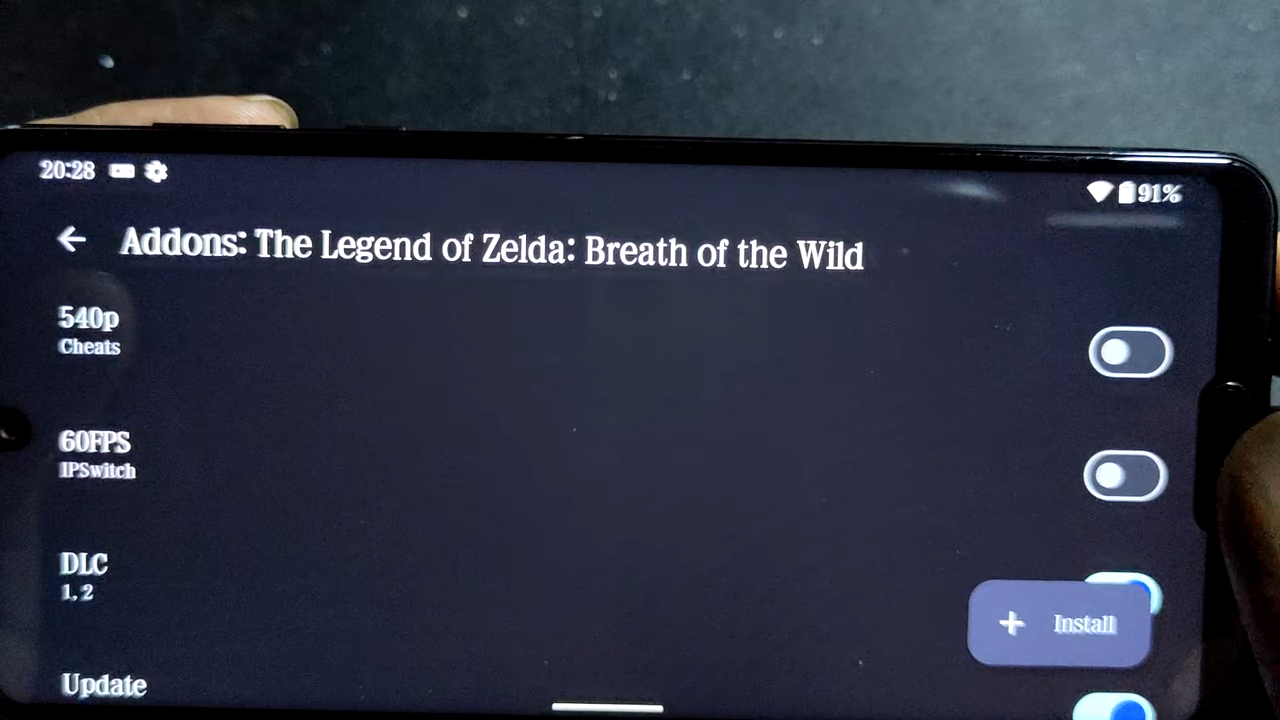 20:28
91%
Addons: The Legend of Zelda: Breath of the Wild
540p
Cheats
60FPS
IPSwitch
DLC
1, 2
Install
Update